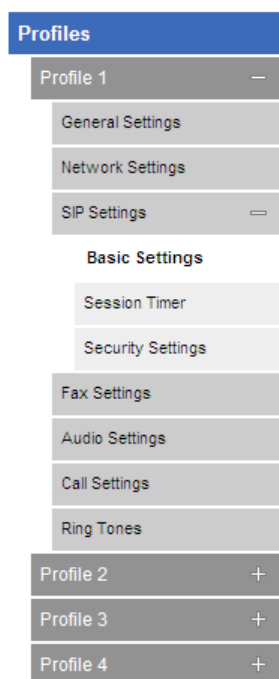 Profiles
Profile 1
General Settings
Network Settings
SIP Settings
Basic Settings
Session Timer
Security Settings
Fax Settings
Audio Settings
Call Settings
Ring Tones
Profile 2
Profile 3
Profile 4